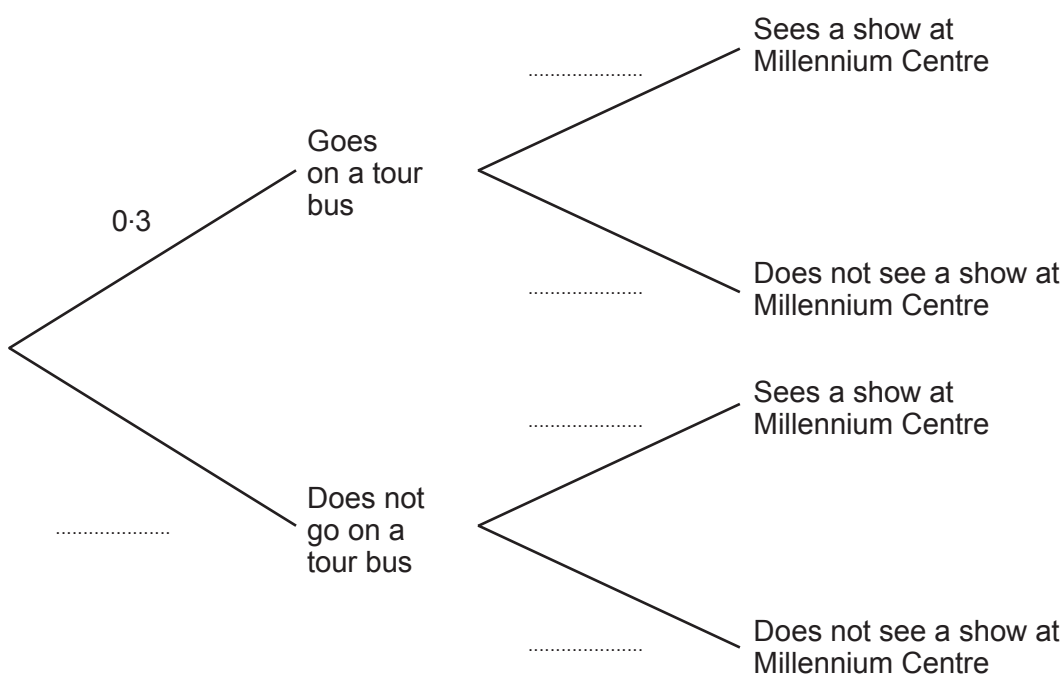 Sees a show at
Millennium Centre
....................
Goes
on a tour
bus
0·3
Does not see a show at
Millennium Centre
....................
Sees a show at
Millennium Centre
....................
Does not
go on a
tour bus
....................
Does not see a show at
Millennium Centre
....................